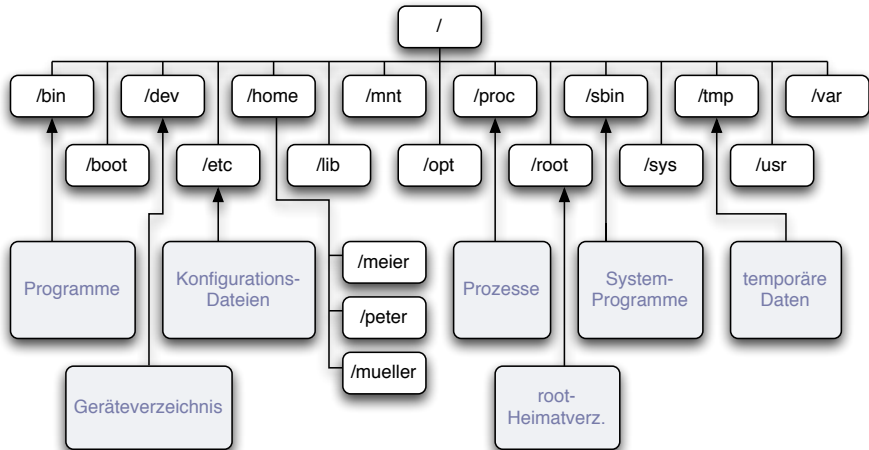 /
/bin
/dev
/home
/mnt
/proc
/sbin
/tmp
/var
/boot
/etc
/lib
/opt
/root
/sys
/usr
Programme
Konfigurations-
Dateien
/meier
/peter
/mueller
Prozesse
System-
Programme
temporäre
Daten
Geräteverzeichnis
root-
Heimatverz.